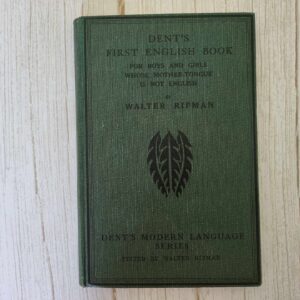 DENT'S
FIRST ENGLISH BOOK
FOR BOYS AND GIRLS
WHOSE MOTHER-TONGUE
IS NOT ENGLISH
BY
WALTER RIPMAN
DENT'S MODERN LANGUAGE
SERIES
EDITED BY WALTER RIPMAN